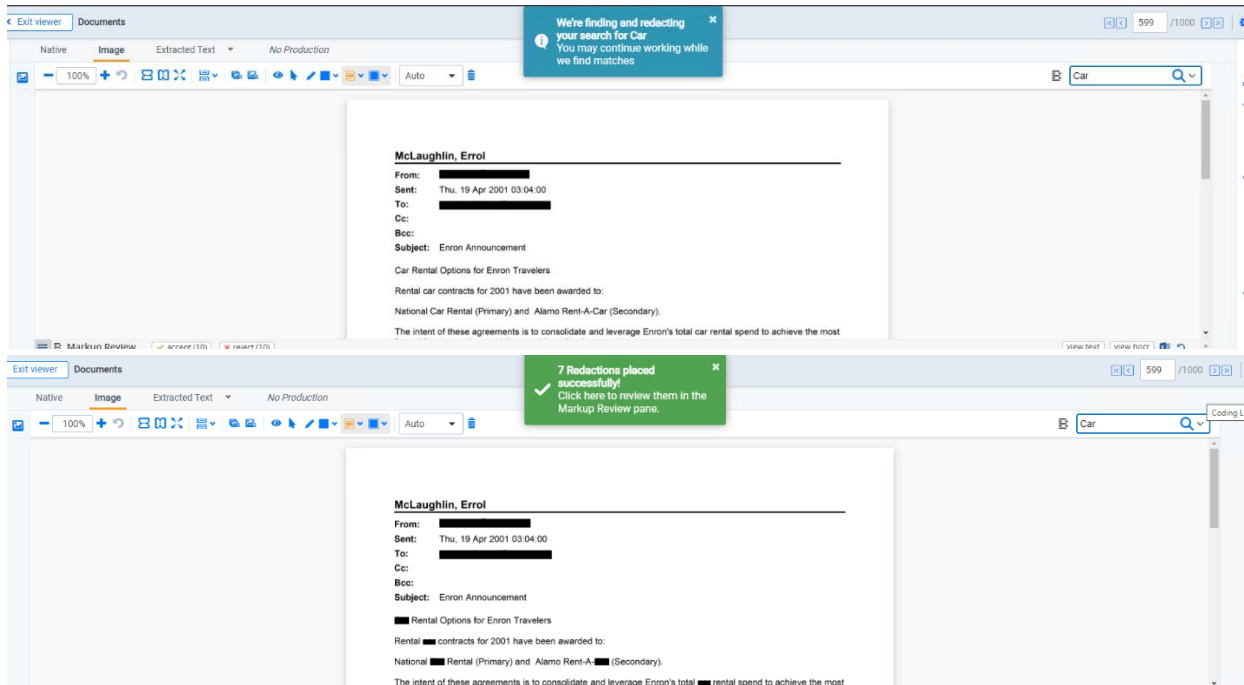 Exit viewer Documents
We're finding and redacting
your search for Car
You may continue working while
we find matches
599 /1000
Native Image Extracted Text No Production
100% Auto Car
McLaughlin, Errol
From:
Sent: Thu, 19 Apr 2001 03:04:00
To:
Cc:
Bcc:
Subject: Enron Announcement
Car Rental Options for Enron Travelers
Rental car contracts for 2001 have been awarded to:
National Car Rental (Primary) and Alamo Rent-A-Car (Secondary).
The intent of these agreements is to consolidate and leverage Enron's total car rental spend to achieve the most
Markup Review accept (10) reject (10) view text view hocr
Exit viewer Documents
7 Redactions placed
successfully!
Click here to review them in the
Markup Review pane.
599 /1000
Native Image Extracted Text No Production
Coding L
100% Auto Car
McLaughlin, Errol
From:
Sent: Thu, 19 Apr 2001 03:04:00
To:
Cc:
Bcc:
Subject: Enron Announcement
Rental Options for Enron Travelers
Rental contracts for 2001 have been awarded to:
National Rental (Primary) and Alamo Rent-A- (Secondary).
The intent of these agreements is to consolidate and leverage Enron's total rental spend to achieve the most